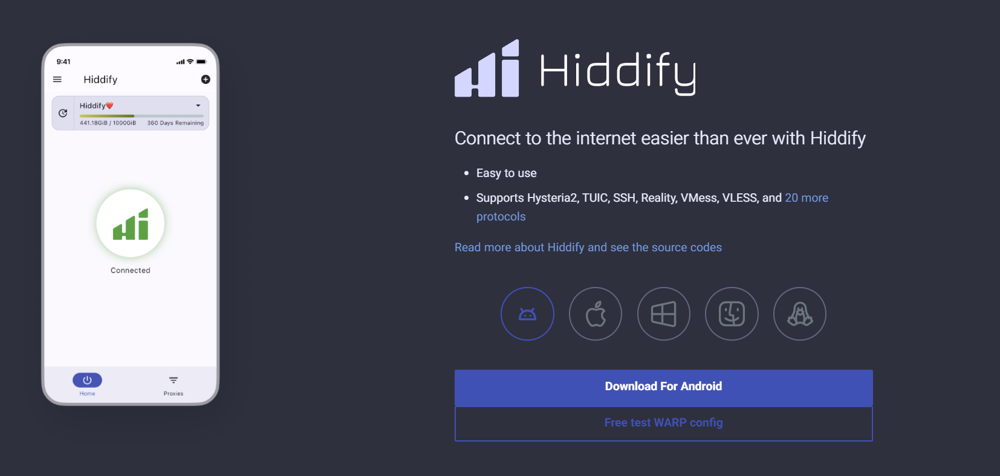 9:41
Hiddify
Hiddify❤️
441.18GiB / 1000GiB 360 Days Remaining
Connected
Home Proxies
Hiddify
Connect to the internet easier than ever with Hiddify
Easy to use
Supports Hysteria2, TUIC, SSH, Reality, VMess, VLESS, and 20 more
protocols
Read more about Hiddify and see the source codes
Download For Android
Free test WARP config